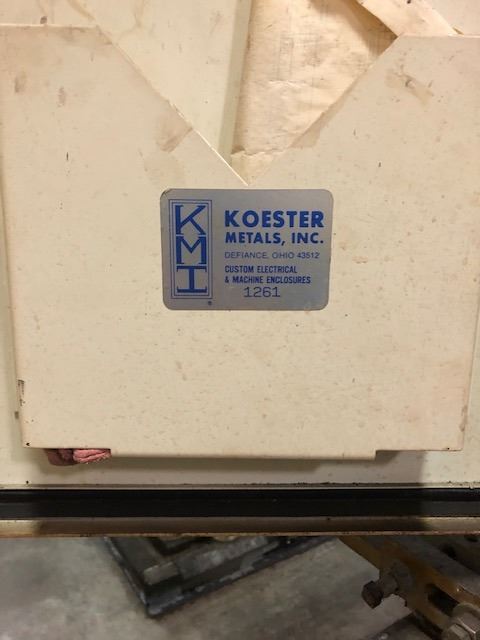 KMI
KOESTER
METALS, INC.
DEFIANCE, OHIO 43512
CUSTOM ELECTRICAL
& MACHINE ENCLOSURES
1261
®